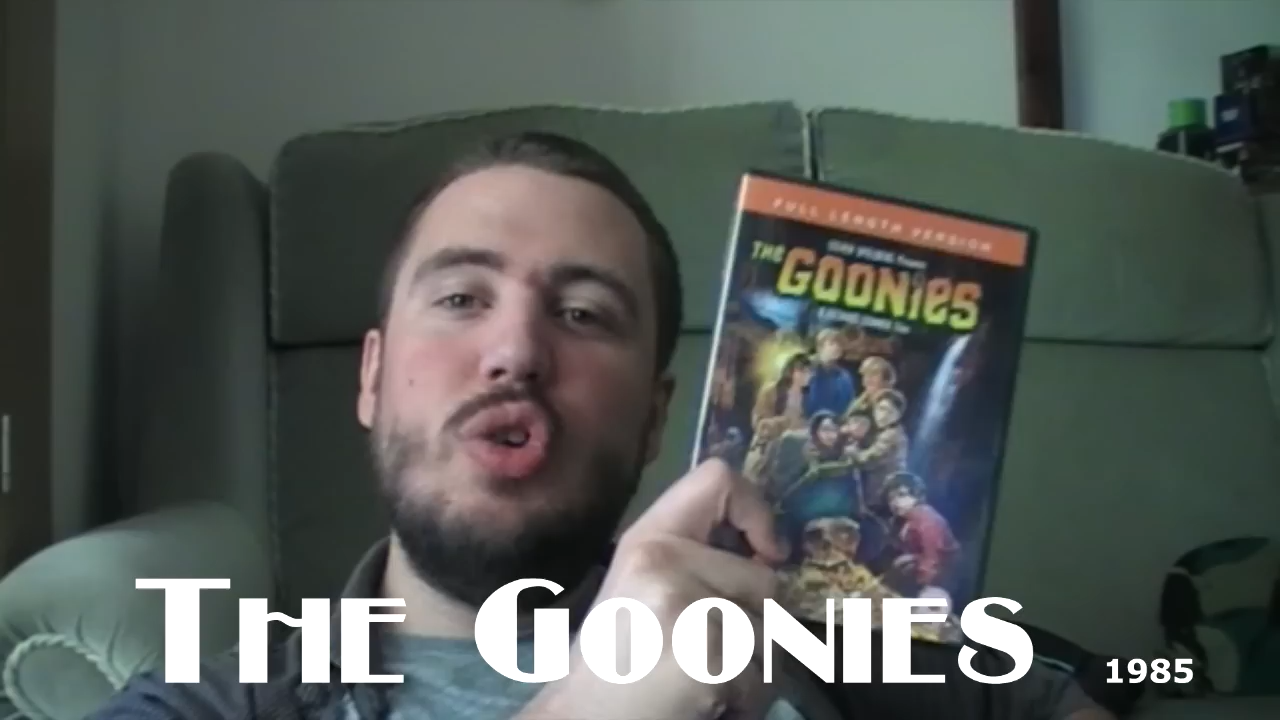 FULL LENGTH VERSION
THE
GOONiES
THE GOONIES
1985